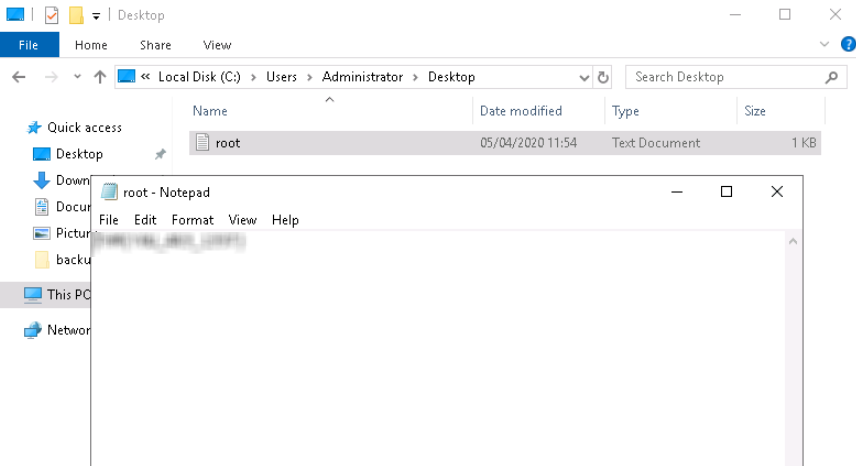 Desktop
File Home Share View
« Local Disk (C:) > Users > Administrator > Desktop
Search Desktop
Name Date modified Type Size
Quick access
root 05/04/2020 11:54 Text Document 1 KB
Desktop
Down
root - Notepad
Docur
File Edit Format View Help
Pictur
backu
This PC
Networ